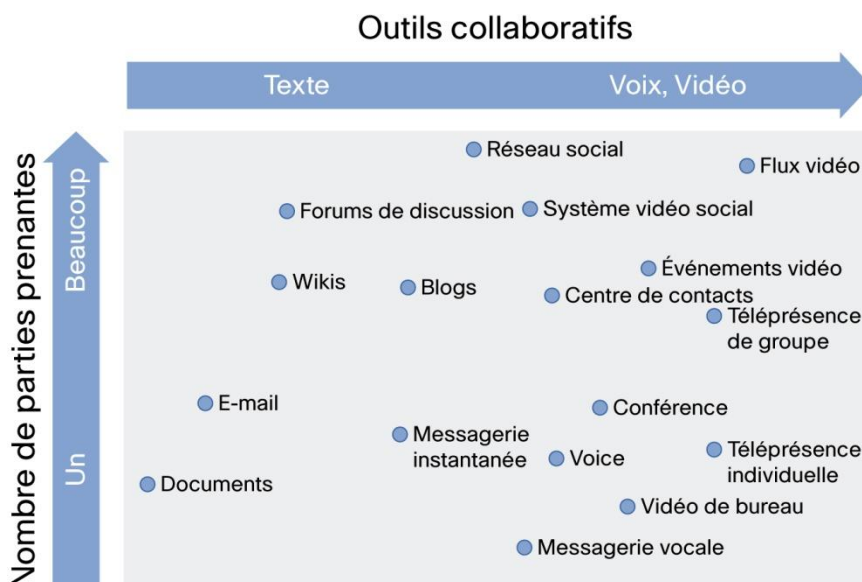 Outils collaboratifs
Texte
Voix, Vidéo
Nombre de parties prenantes
Beaucoup
Un
Réseau social
Flux vidéo
Forums de discussion
Système vidéo social
Événements vidéo
Wikis
Blogs
Centre de contacts
Téléprésence
de groupe
E-mail
Conférence
Messagerie
instantanée
Voice
Téléprésence
individuelle
Documents
Vidéo de bureau
Messagerie vocale